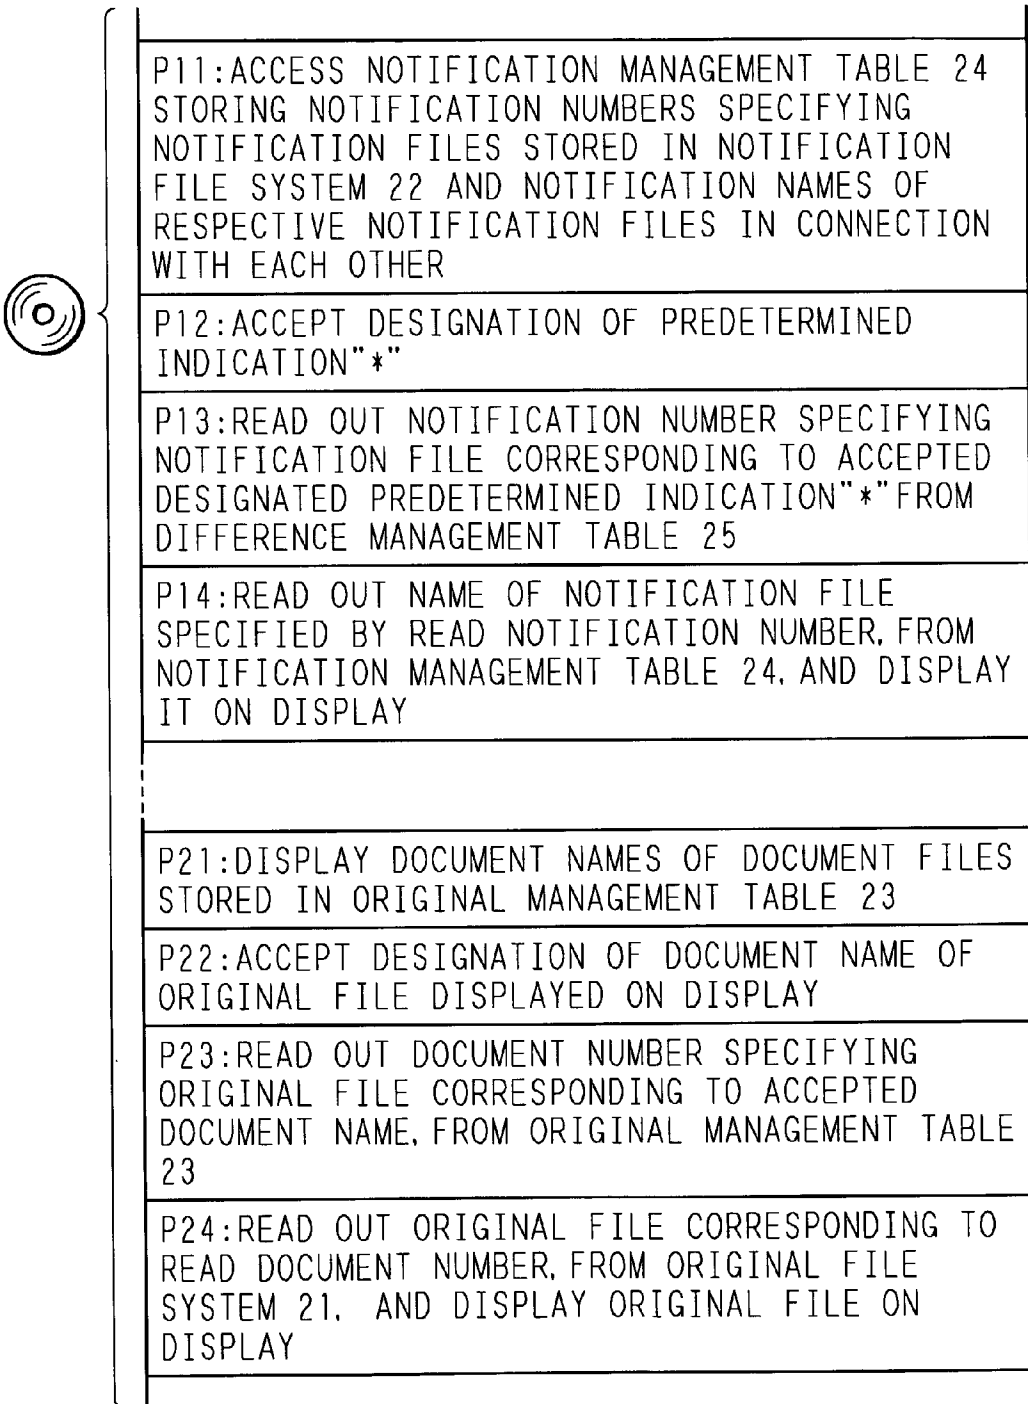 P11:ACCESS NOTIFICATION MANAGEMENT TABLE 24
STORING NOTIFICATION NUMBERS SPECIFYING
NOTIFICATION FILES STORED IN NOTIFICATION
FILE SYSTEM 22 AND NOTIFICATION NAMES OF
RESPECTIVE NOTIFICATION FILES IN CONNECTION
WITH EACH OTHER
P12:ACCEPT DESIGNATION OF PREDETERMINED
INDICATION"*"
P13:READ OUT NOTIFICATION NUMBER SPECIFYING
NOTIFICATION FILE CORRESPONDING TO ACCEPTED
DESIGNATED PREDETERMINED INDICATION"*"FROM
DIFFERENCE MANAGEMENT TABLE 25
P14:READ OUT NAME OF NOTIFICATION FILE
SPECIFIED BY READ NOTIFICATION NUMBER, FROM
NOTIFICATION MANAGEMENT TABLE 24, AND DISPLAY
IT ON DISPLAY
P21:DISPLAY DOCUMENT NAMES OF DOCUMENT FILES
STORED IN ORIGINAL MANAGEMENT TABLE 23
P22:ACCEPT DESIGNATION OF DOCUMENT NAME OF
ORIGINAL FILE DISPLAYED ON DISPLAY
P23:READ OUT DOCUMENT NUMBER SPECIFYING
ORIGINAL FILE CORRESPONDING TO ACCEPTED
DOCUMENT NAME, FROM ORIGINAL MANAGEMENT TABLE
23
P24:READ OUT ORIGINAL FILE CORRESPONDING TO
READ DOCUMENT NUMBER, FROM ORIGINAL FILE
SYSTEM 21, AND DISPLAY ORIGINAL FILE ON
DISPLAY